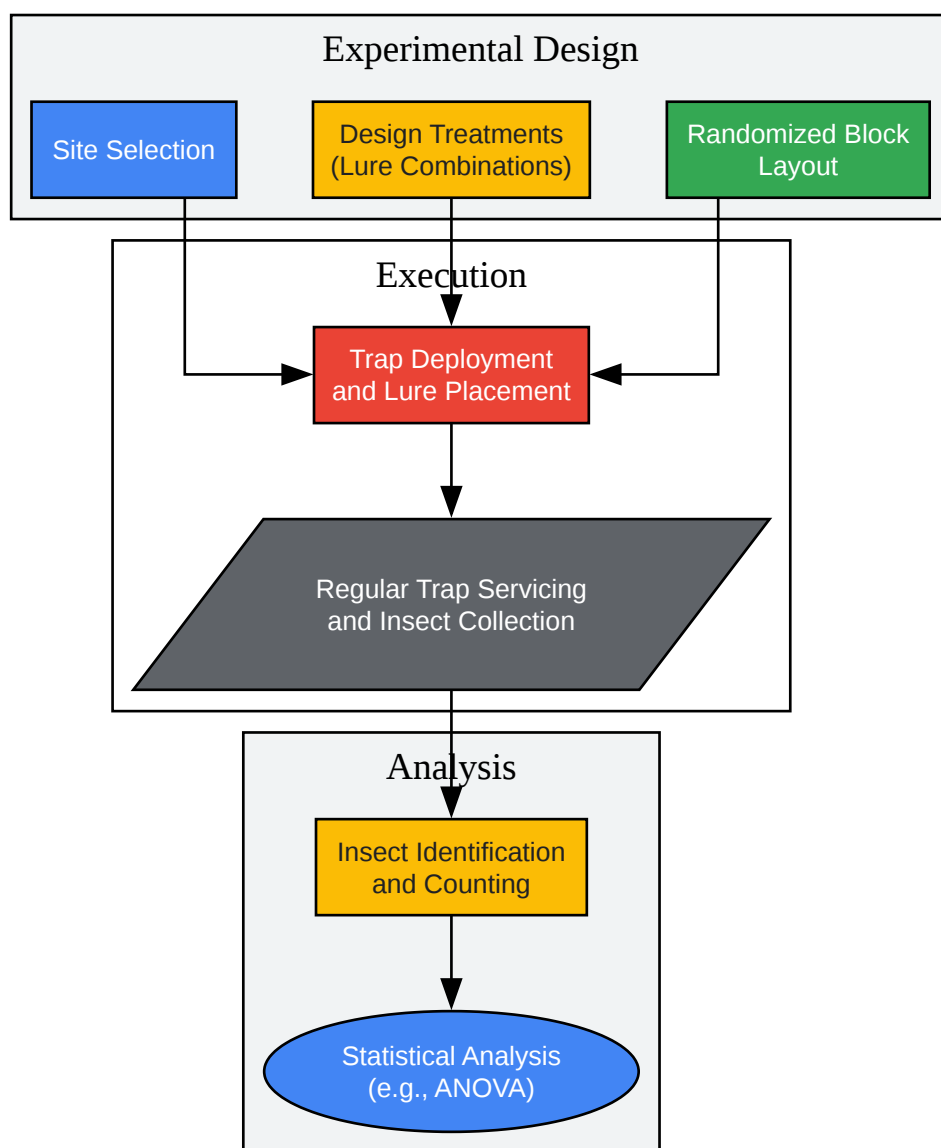 Experimental Design
Site Selection
Design Treatments
(Lure Combinations)
Randomized Block
Layout
Execution
Trap Deployment
and Lure Placement
Regular Trap Servicing
and Insect Collection
Analysis
Insect Identification
and Counting
Statistical Analysis
(e.g., ANOVA)